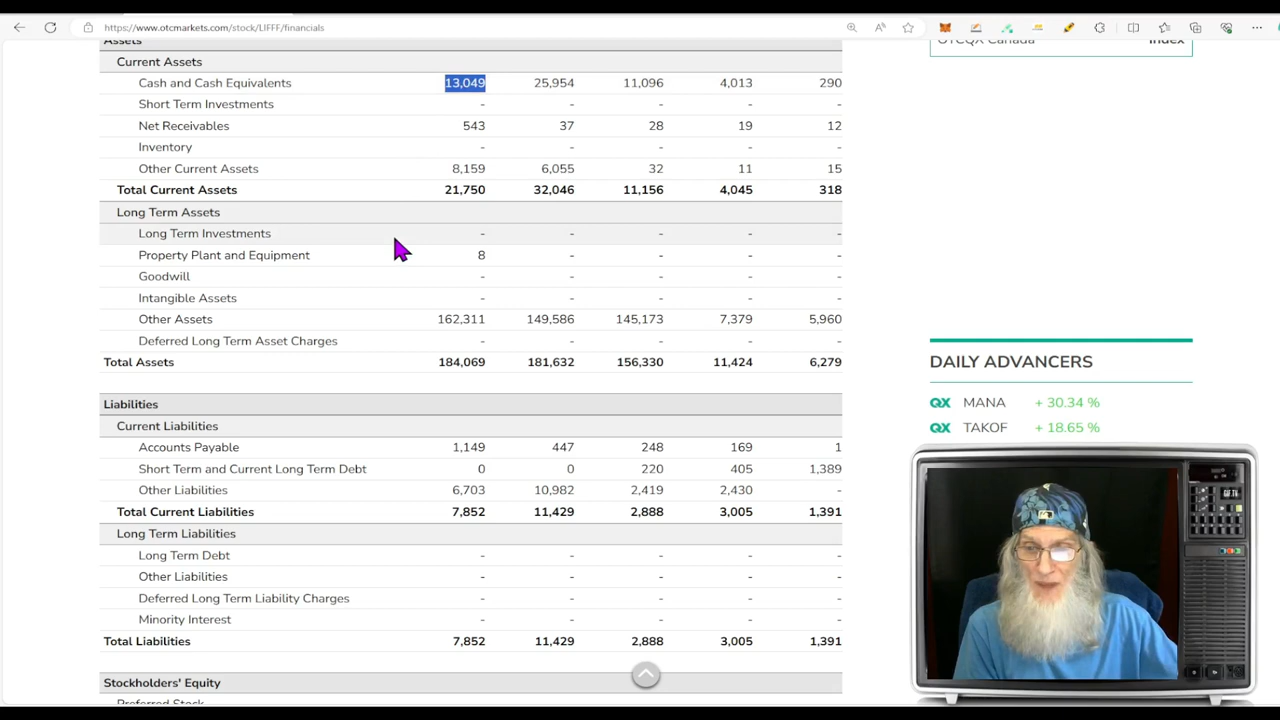 https://www.otcmarkets.com/stock/LIFFF/financials
Assets
OTCQX Canada Index
Current Assets
Cash and Cash Equivalents 13,049 25,954 11,096 4,013 290
Short Term Investments - - - - -
Net Receivables 543 37 28 19 12
Inventory - - - - -
Other Current Assets 8,159 6,055 32 11 15
Total Current Assets 21,750 32,046 11,156 4,045 318
Long Term Assets
Long Term Investments - - - - -
Property Plant and Equipment 8 - - - -
Goodwill - - - - -
Intangible Assets - - - - -
Other Assets 162,311 149,586 145,173 7,379 5,960
Deferred Long Term Asset Charges - - - - -
Total Assets 184,069 181,632 156,330 11,424 6,279
Liabilities
Current Liabilities
Accounts Payable 1,149 447 248 169 1
Short Term and Current Long Term Debt 0 0 220 405 1,389
Other Liabilities 6,703 10,982 2,419 2,430 -
Total Current Liabilities 7,852 11,429 2,888 3,005 1,391
Long Term Liabilities
Long Term Debt - - - - -
Other Liabilities - - - - -
Deferred Long Term Liability Charges - - - - -
Minority Interest - - - - -
Total Liabilities 7,852 11,429 2,888 3,005 1,391
Stockholders' Equity
Preferred Stock
DAILY ADVANCERS
QX MANA + 30.34 %
QX TAKOF + 18.65 %
GIF.TV